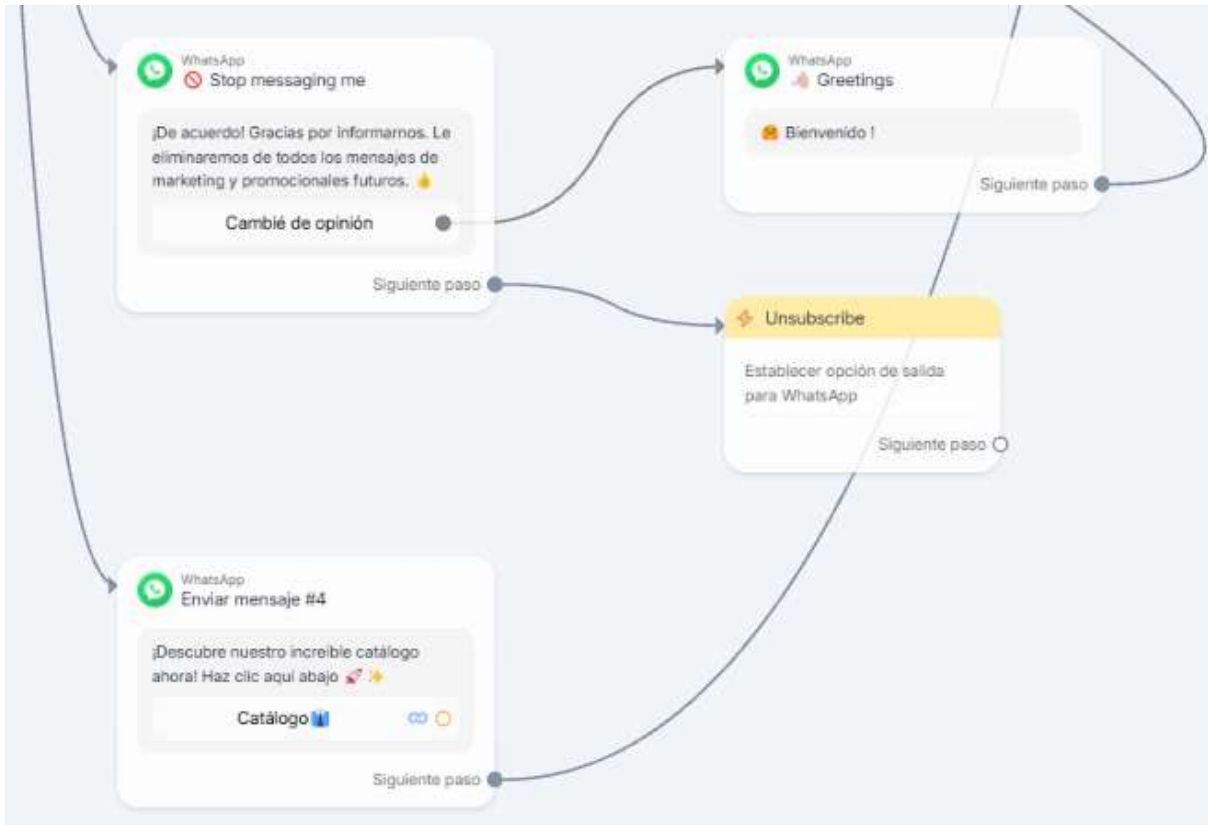 WhatsApp
🚫 Stop messaging me
¡De acuerdo! Gracias por informarnos. Le
eliminaremos de todos los mensajes de
marketing y promocionales futuros. 👍
Cambié de opinión
Siguiente paso
WhatsApp
Greetings
🤗 Bienvenido !
Siguiente paso
Unsubscribe
Establecer opción de salida
para WhatsApp
Siguiente paso
WhatsApp
Enviar mensaje #4
¡Descubre nuestro increíble catálogo
ahora! Haz clic aquí abajo 🚀 ✨
Catálogo👔
Siguiente paso